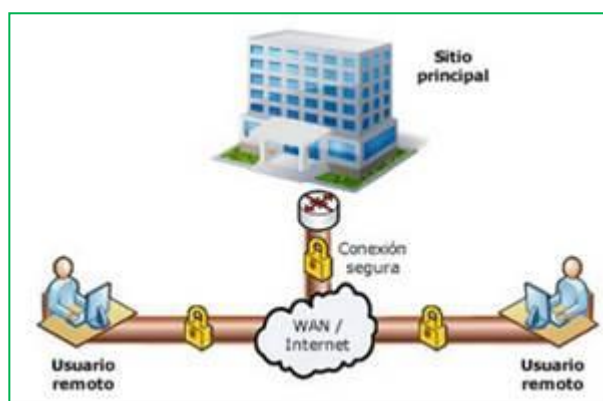 Sitio
principal
Conexión
segura
WAN /
Internet
Usuario
remoto
Usuario
remoto